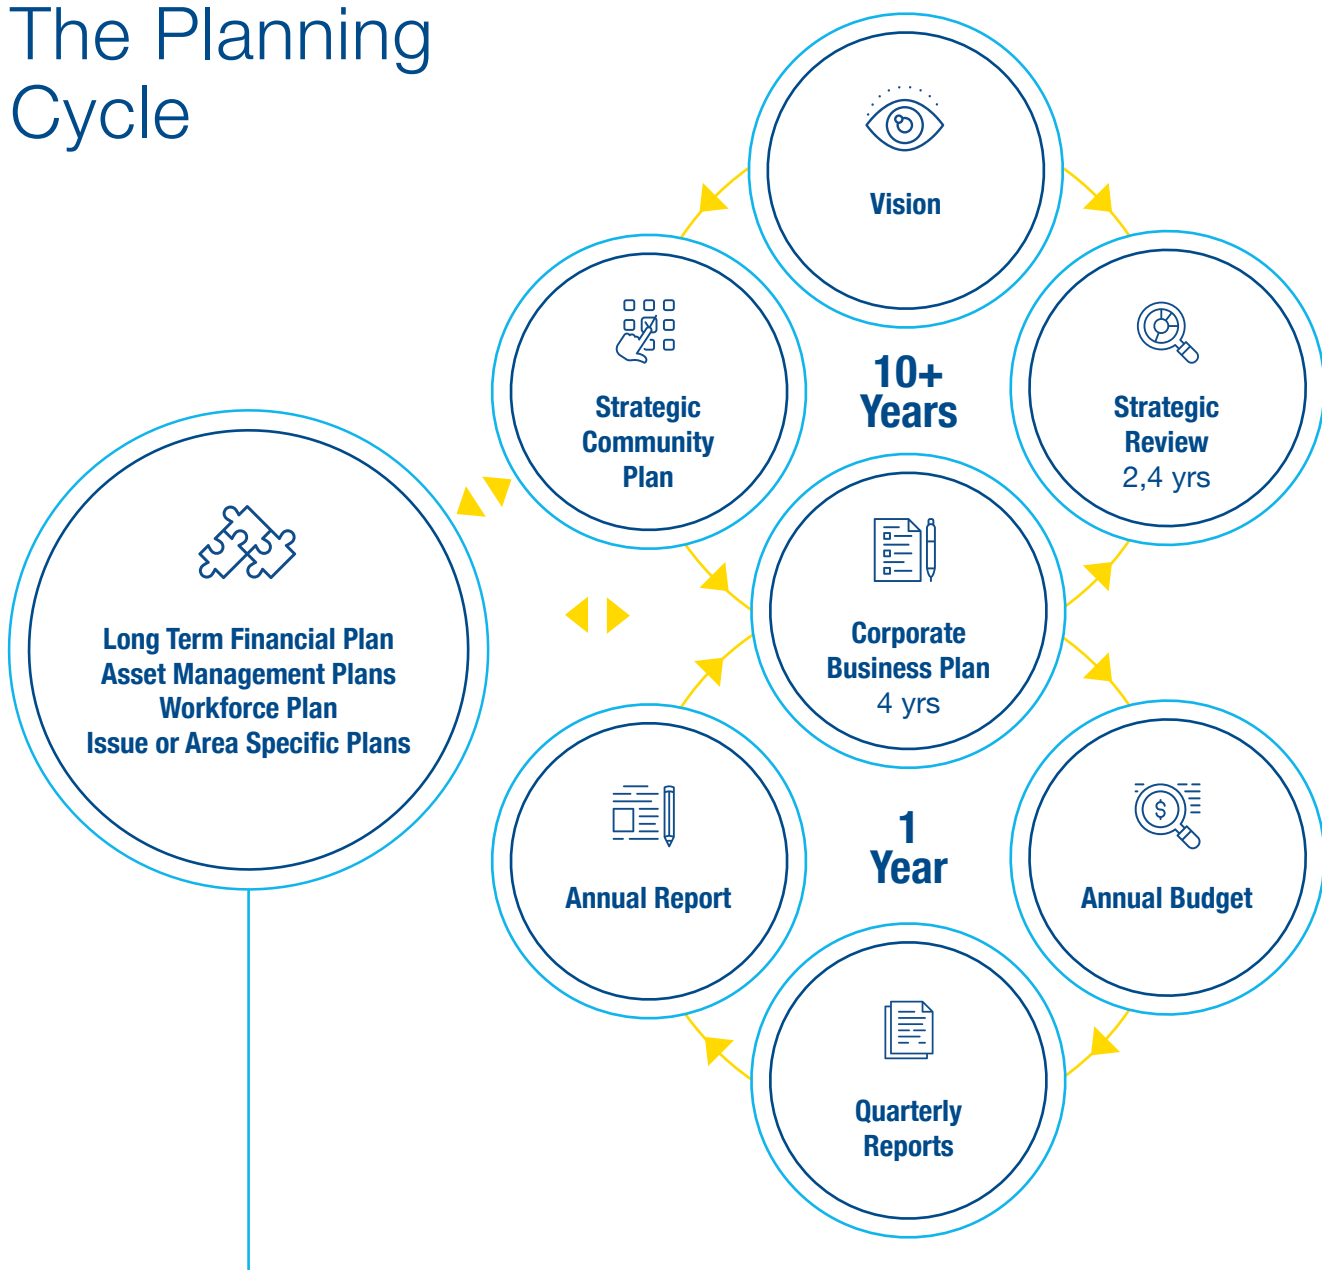 The Planning
Cycle
Vision
Strategic
Community
Plan
10+
Years
Strategic
Review
2,4 yrs
Long Term Financial Plan
Asset Management Plans
Workforce Plan
Issue or Area Specific Plans
Corporate
Business Plan
4 yrs
Annual Report
1
Year
$
Annual Budget
Quarterly
Reports